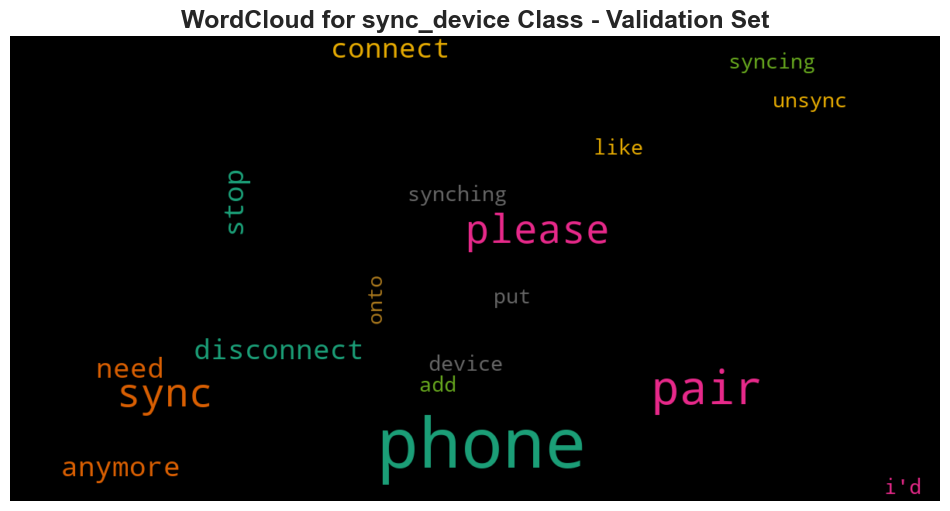 WordCloud for sync_device Class - Validation Set
connect
syncing
unsync
like
stop
synching
please
onto
put
disconnect
need
device
sync
add
pair
phone
anymore
i'd